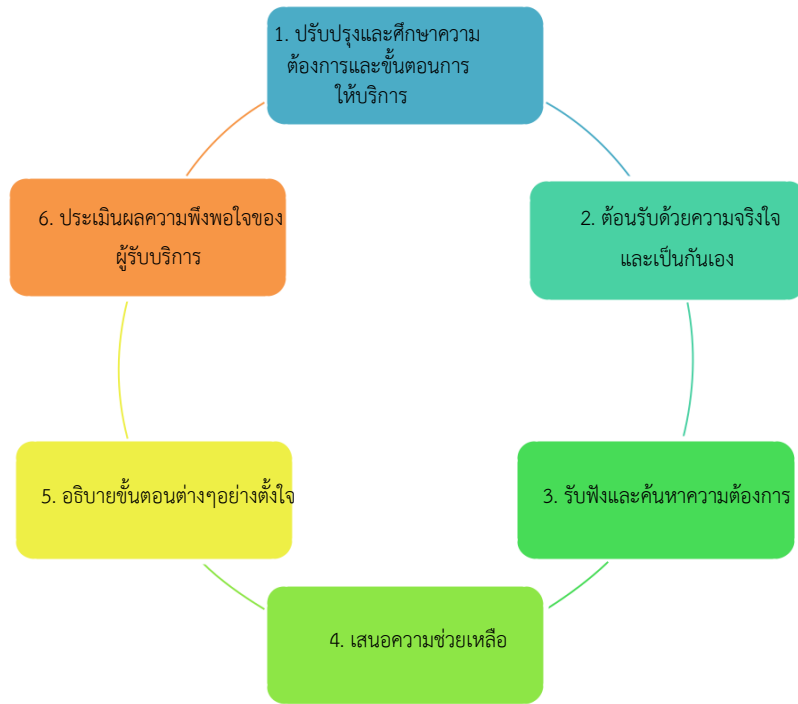 1. ปรับปรุงและศึกษาความ
ต้องการและขั้นตอนการ
ให้บริการ
2. ต้อนรับด้วยความจริงใจ
และเป็นกันเอง
3. รับฟังและค้นหาความต้องการ
4. เสนอความช่วยเหลือ
5. อธิบายขั้นตอนต่างๆอย่างตั้งใจ
6. ประเมินผลความพึงพอใจของ
ผู้รับบริการ